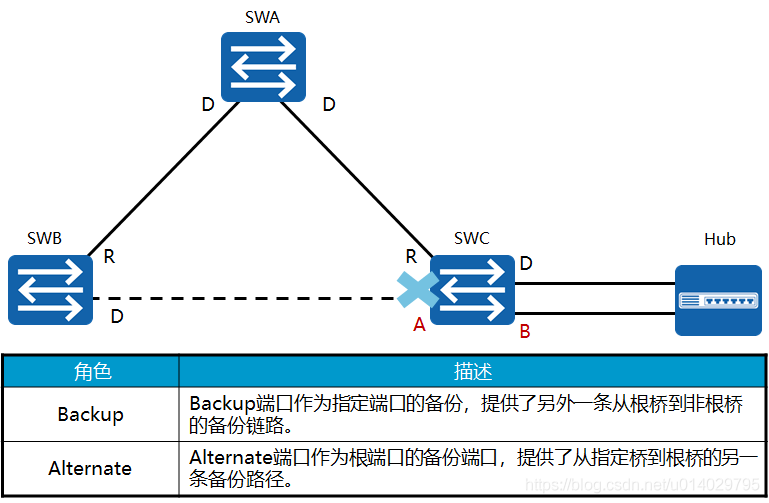 SWA
D
D
SWB
SWC
Hub
R
R
D
D
A
B
角色
描述
Backup
Backup端口作为指定端口的备份，提供了另外一条从根桥到非根桥
的备份链路。
Alternate
Alternate端口作为根端口的备份端口，提供了从指定桥到根桥的另一
条备份路径。
https://blog.csdn.net/u014029795